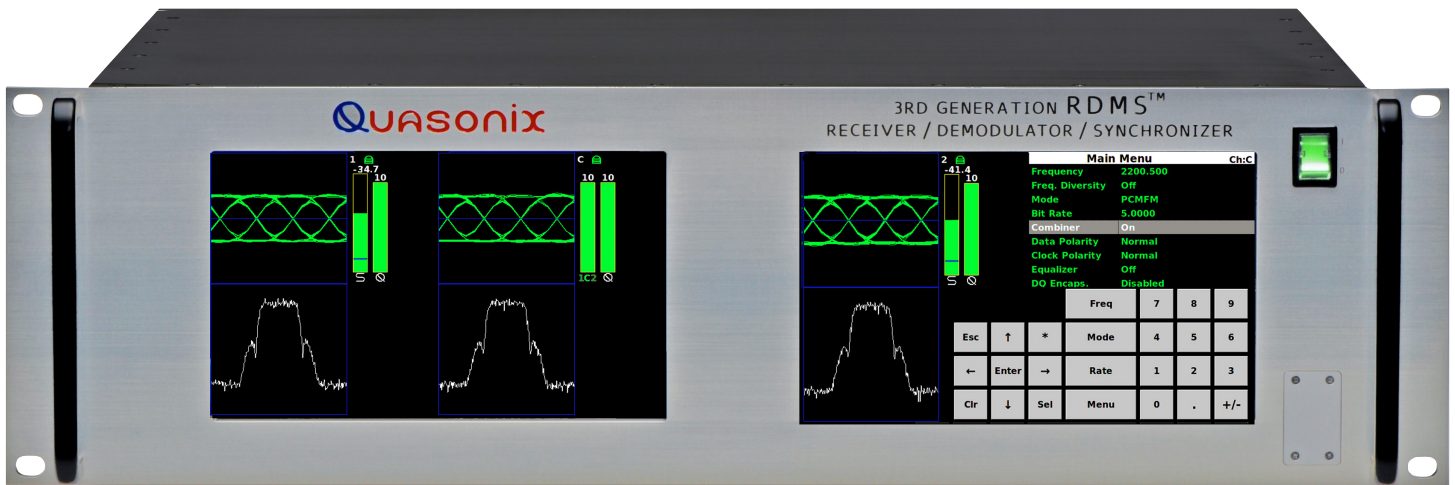 Quasonix
3RD GENERATION RDMS™
RECEIVER / DEMODULATOR / SYNCHRONIZER
1
-34.7
10
S Q
C
10 10
1C2 Q
2
-41.4
10
S Q
Main Menu Ch:C
Frequency 2200.500
Freq. Diversity Off
Mode PCMFM
Bit Rate 5.0000
Combiner On
Data Polarity Normal
Clock Polarity Normal
Equalizer Off
DQ Encaps. Disabled
Freq 7 8 9
Esc ↑ * Mode 4 5 6
← Enter → Rate 1 2 3
Clr ↓ Sel Menu 0 . +/-